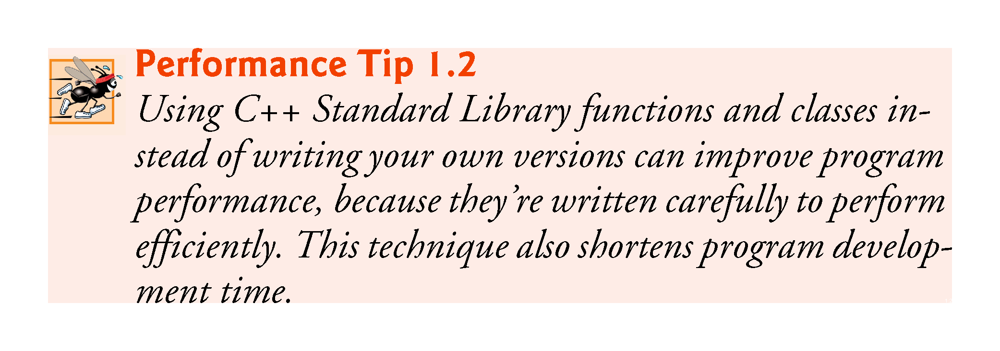 Performance Tip 1.2
Using C++ Standard Library functions and classes in-
stead of writing your own versions can improve program
performance, because they’re written carefully to perform
efficiently. This technique also shortens program develop-
ment time.